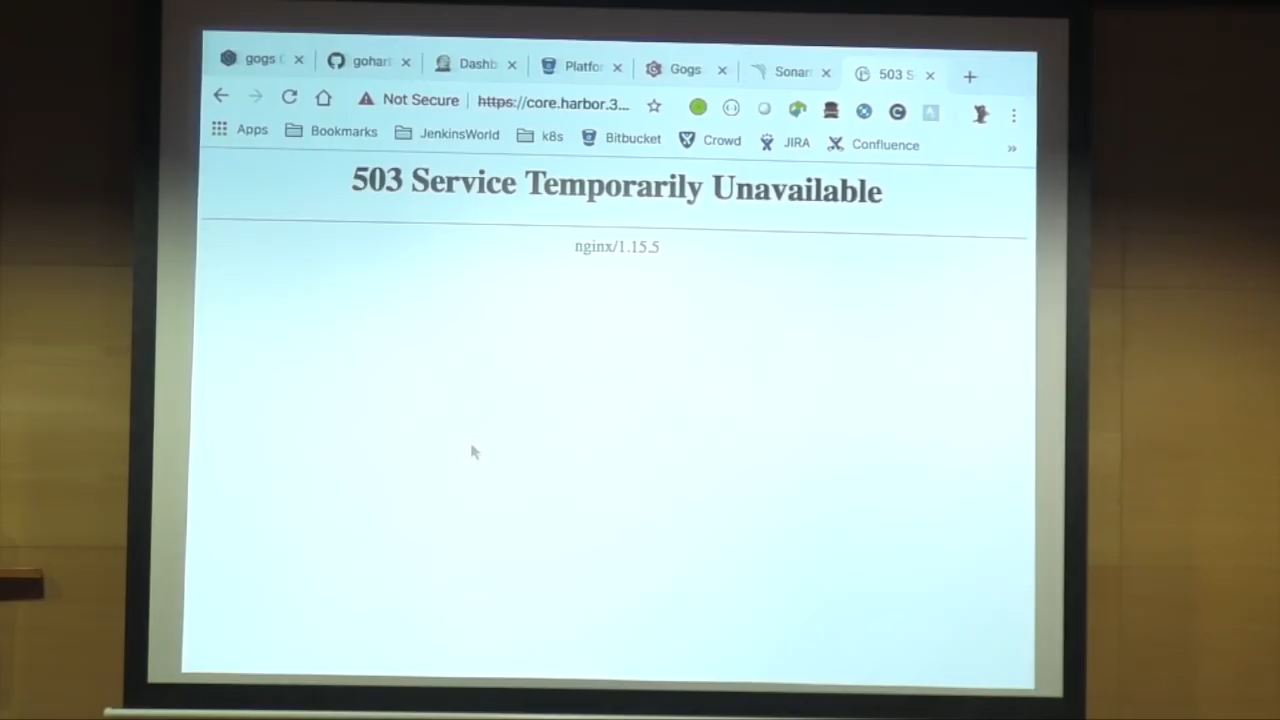 gogs
gohar
Dashb
Platfor
Gogs
Sonar
503 S
Not Secure
https://core.harbor.3...
Apps
Bookmarks
JenkinsWorld
k8s
Bitbucket
Crowd
JIRA
Confluence
»
503 Service Temporarily Unavailable
nginx/1.15.5